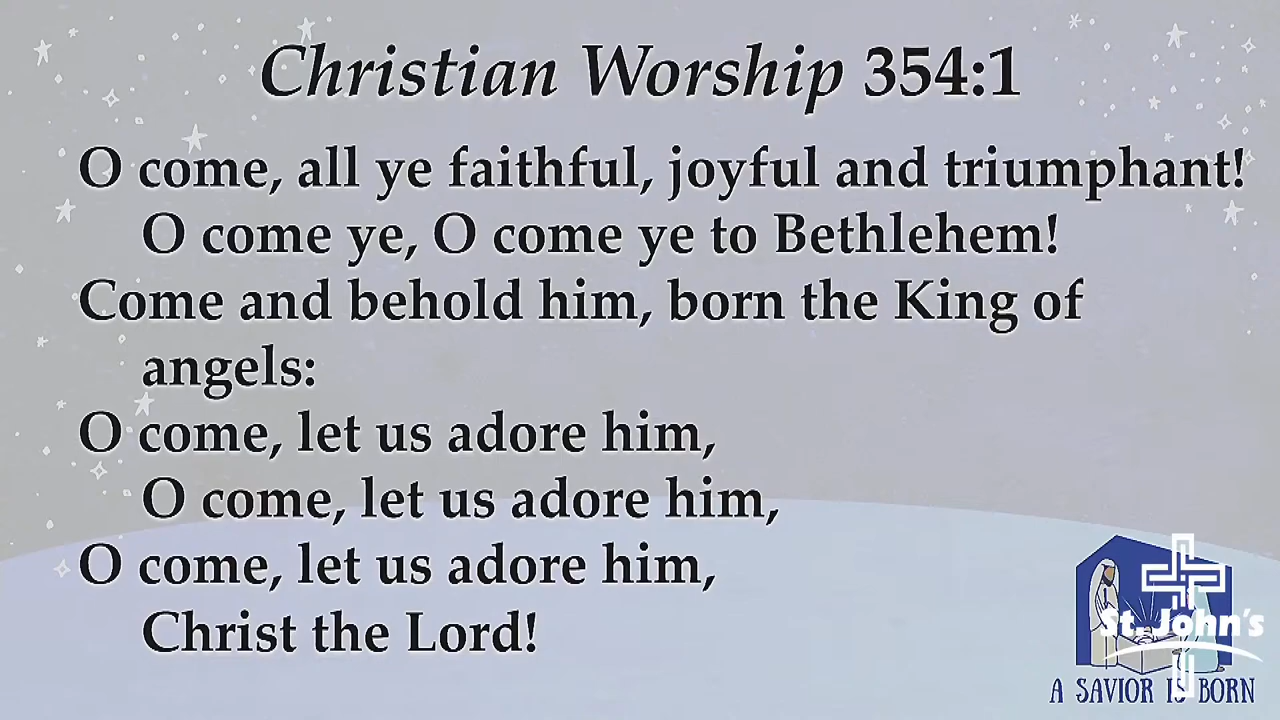 Christian Worship 354:1
O come, all ye faithful, joyful and triumphant!
O come ye, O come ye to Bethlehem!
Come and behold him, born the King of
angels:
O come, let us adore him,
O come, let us adore him,
O come, let us adore him,
Christ the Lord!
St. John's
A SAVIOR IS BORN